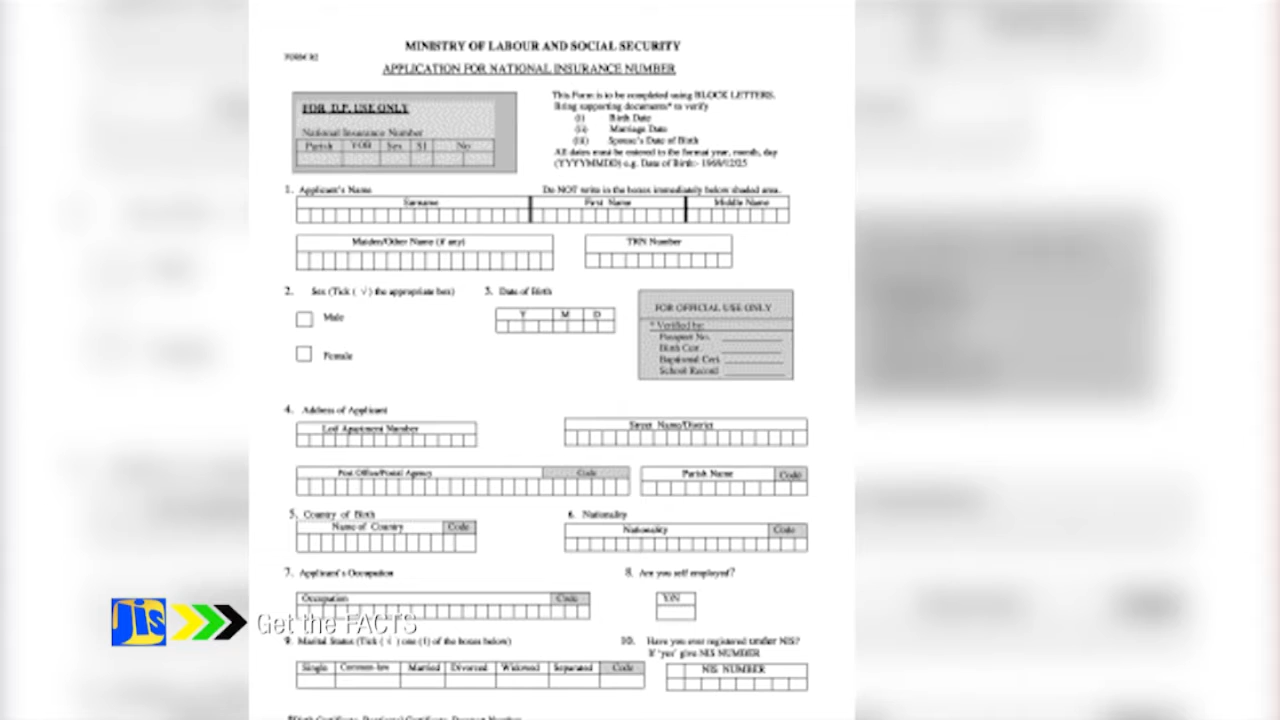 MINISTRY OF LABOUR AND SOCIAL SECURITY
FORM R2
APPLICATION FOR NATIONAL INSURANCE NUMBER
FOR D.P. USE ONLY
National Insurance Number
Parish YOB Sex S1 No
This Form is to be completed using BLOCK LETTERS.
Bring supporting documents* to verify
(i) Birth Date
(ii) Marriage Date
(iii) Spouse's Date of Birth
All dates must be entered in the format year, month, day
(YYYYMMDD) e.g. Date of Birth:- 1969/12/25
1. Applicant's Name
Do NOT write in the boxes immediately below shaded area.
Surname First Name Middle Name
Maiden/Other Name (if any)
TRN Number
2. Sex (Tick ( √ ) the appropriate box)
3. Date of Birth
Y M D
Male
Female
FOR OFFICIAL USE ONLY
* Verified by:
Passport No.
Birth Cert.
Baptismal Cert.
School Record
4. Address of Applicant
Lot/ Apartment Number
Street Name/District
Post Office/Postal Agency Code
Parish Name Code
5. Country of Birth
Name of Country Code
6. Nationality
Nationality Code
7. Applicant's Occupation
Occupation Code
8. Are you self employed?
Y/N
JIS
Get the FACTS
9. Marital Status (Tick ( √ ) one (1) of the boxes below)
Single Common-law Married Divorced Widowed Separated Code
10. Have you ever registered under NIS?
If 'yes' give NIS NUMBER
NIS NUMBER